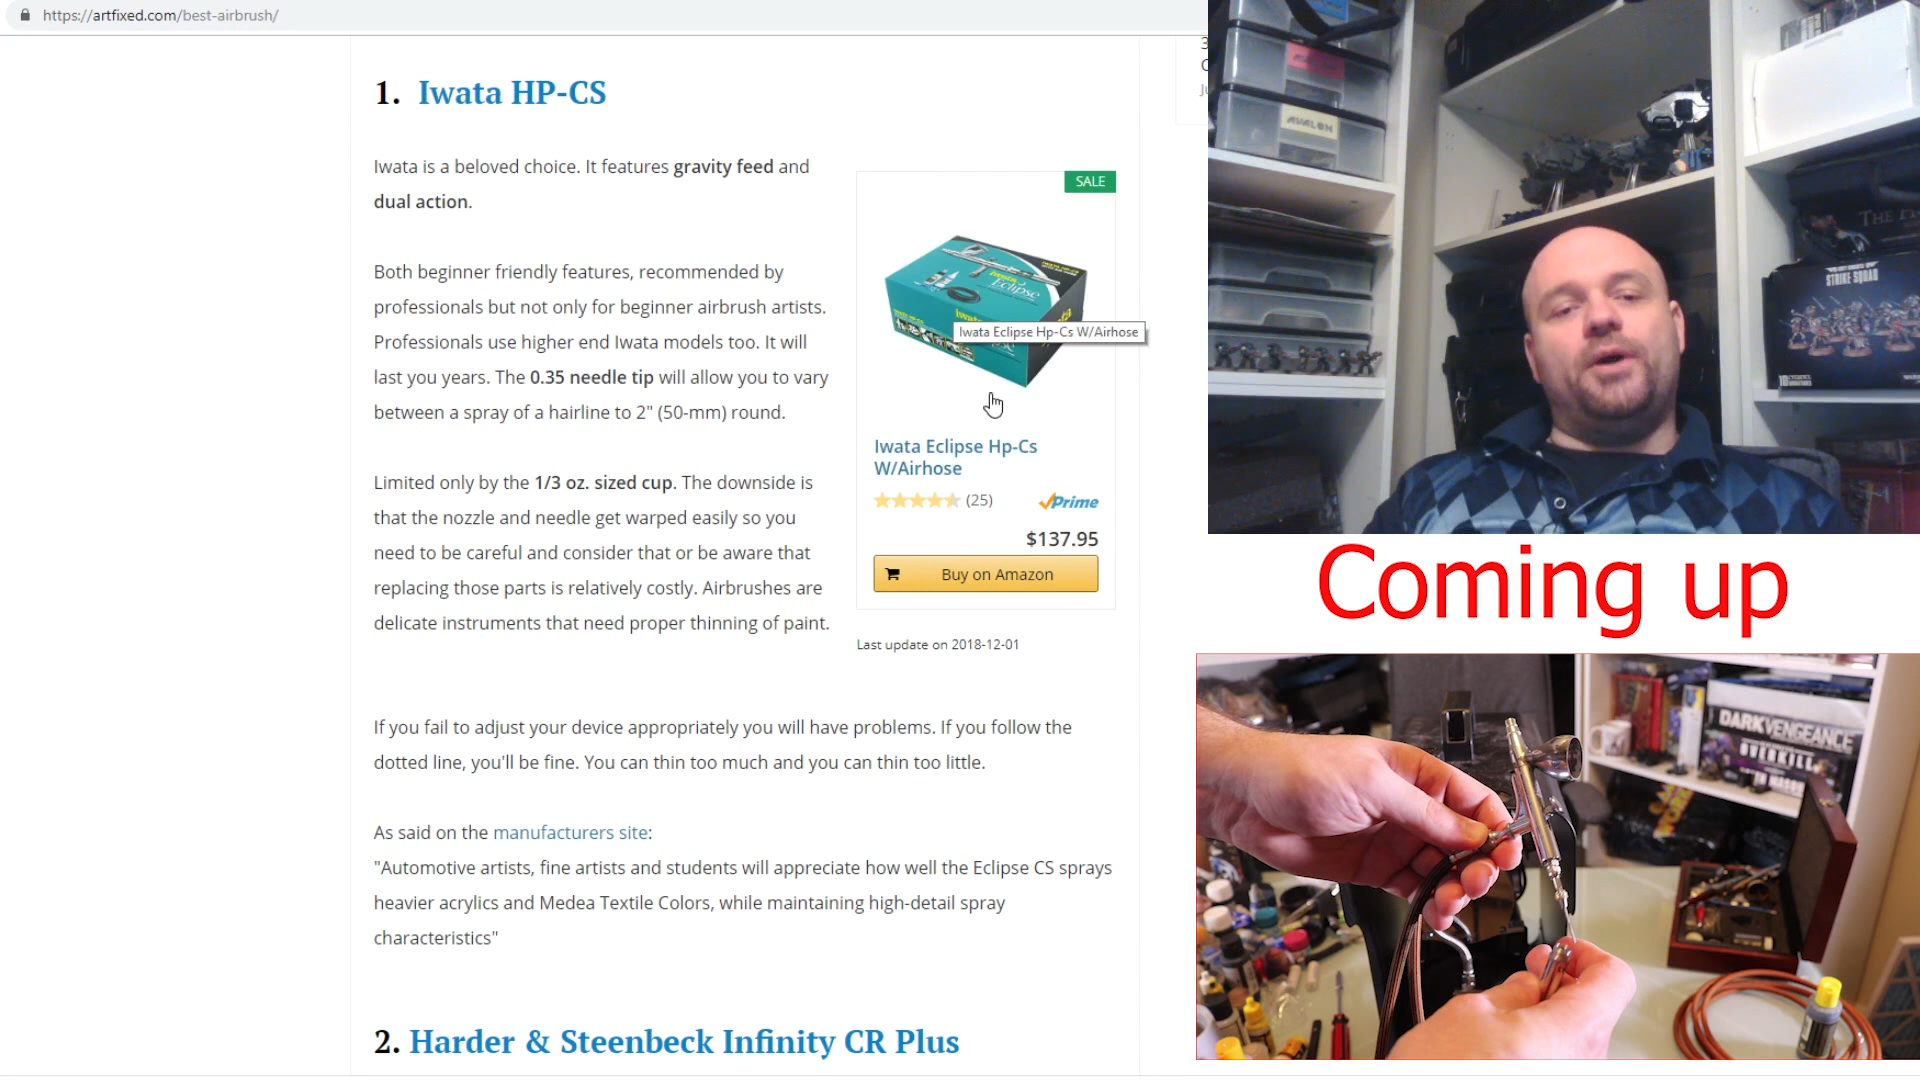 https://artfixed.com/best-airbrush/
1. Iwata HP-CS
Iwata is a beloved choice. It features gravity feed and
dual action.
Both beginner friendly features, recommended by
professionals but not only for beginner airbrush artists.
Professionals use higher end Iwata models too. It will
last you years. The 0.35 needle tip will allow you to vary
between a spray of a hairline to 2" (50-mm) round.
Limited only by the 1/3 oz. sized cup. The downside is
that the nozzle and needle get warped easily so you
need to be careful and consider that or be aware that
replacing those parts is relatively costly. Airbrushes are
delicate instruments that need proper thinning of paint.
SALE
Eclipse
Iwata Eclipse Hp-Cs W/Airhose
Iwata Eclipse Hp-Cs
W/Airhose
(25)
Prime
$137.95
Buy on Amazon
Last update on 2018-12-01
If you fail to adjust your device appropriately you will have problems. If you follow the
dotted line, you'll be fine. You can thin too much and you can thin too little.
As said on the manufacturers site:
"Automotive artists, fine artists and students will appreciate how well the Eclipse CS sprays
heavier acrylics and Medea Textile Colors, while maintaining high-detail spray
characteristics"
2. Harder & Steenbeck Infinity CR Plus
AVALON
THE
STRIKE SQUAD
Coming up
DARK VENGEANCE
OVERKILL